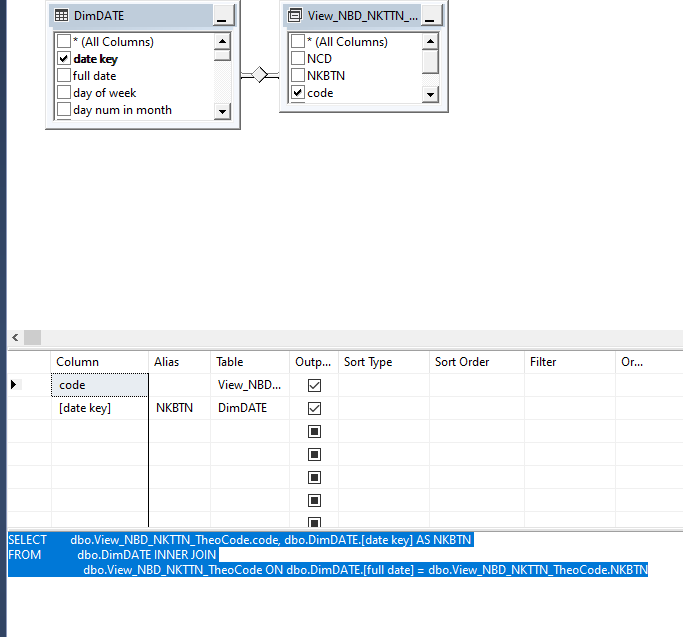 DimDATE
* (All Columns)
date key
full date
day of week
day num in month
View_NBD_NKTTN_...
* (All Columns)
NCD
NKBTN
code
Column Alias Table Outp... Sort Type Sort Order Filter Or...
code View_NBD...
[date key] NKBTN DimDATE
SELECT dbo.View_NBD_NKTTN_TheoCode.code, dbo.DimDATE.[date key] AS NKBTN
FROM dbo.DimDATE INNER JOIN
dbo.View_NBD_NKTTN_TheoCode ON dbo.DimDATE.[full date] = dbo.View_NBD_NKTTN_TheoCode.NKBTN